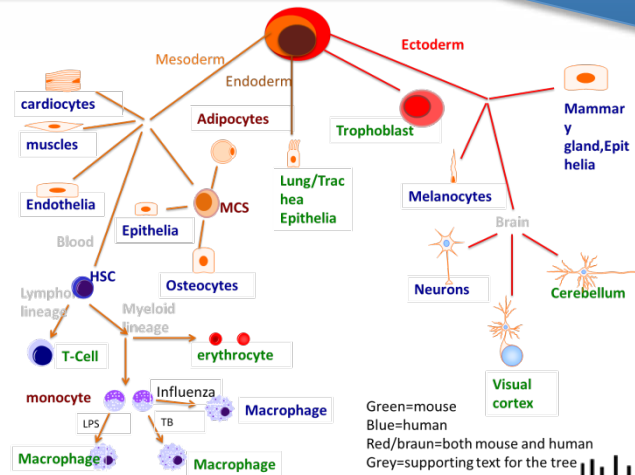 Ectoderm
Mesoderm
Endoderm
cardiocytes
Adipocytes
Mammar
y
gland,Epit
helia
muscles
Trophoblast
Lung/Trac
hea
Epithelia
Endothelia
MCS
Melanocytes
Epithelia
Brain
Blood
HSC
Osteocytes
Neurons
Cerebellum
Lympho
lineage
Myeloid
lineage
T-Cell
erythrocyte
Visual
cortex
monocyte
Influenza
Macrophage
LPS
TB
Macrophage
Macrophage
Green=mouse
Blue=human
Red/braun=both mouse and human
Grey=supporting text for the tree